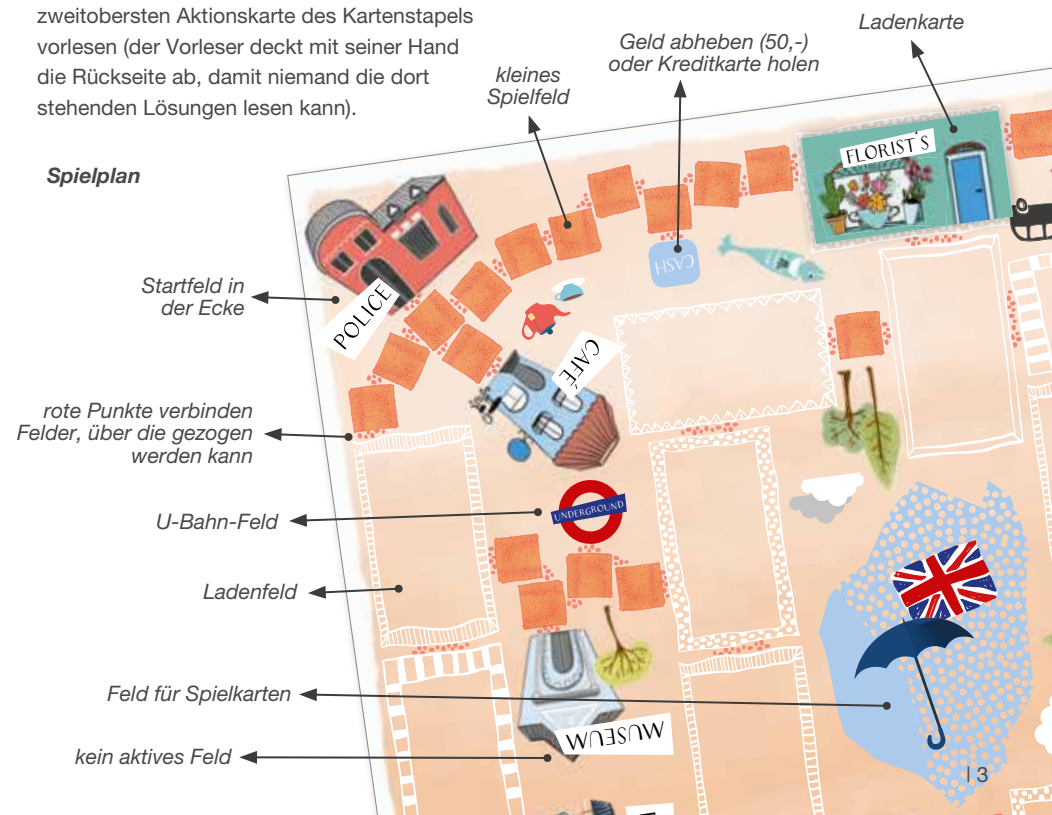 zweitobersten Aktionskarte des Kartenstapels
vorlesen (der Vorleser deckt mit seiner Hand
die Rückseite ab, damit niemand die dort
stehenden Lösungen lesen kann).
Ladenkarte
Geld abheben (50,-)
oder Kreditkarte holen
kleines
Spielfeld
Spielplan
FLORIST'S
CASH
Startfeld in
der Ecke
POLICE
CAFÉ
rote Punkte verbinden
Felder, über die gezogen
werden kann
U-Bahn-Feld
UNDERGROUND
Ladenfeld
Feld für Spielkarten
MUSEUM
kein aktives Feld
| 3